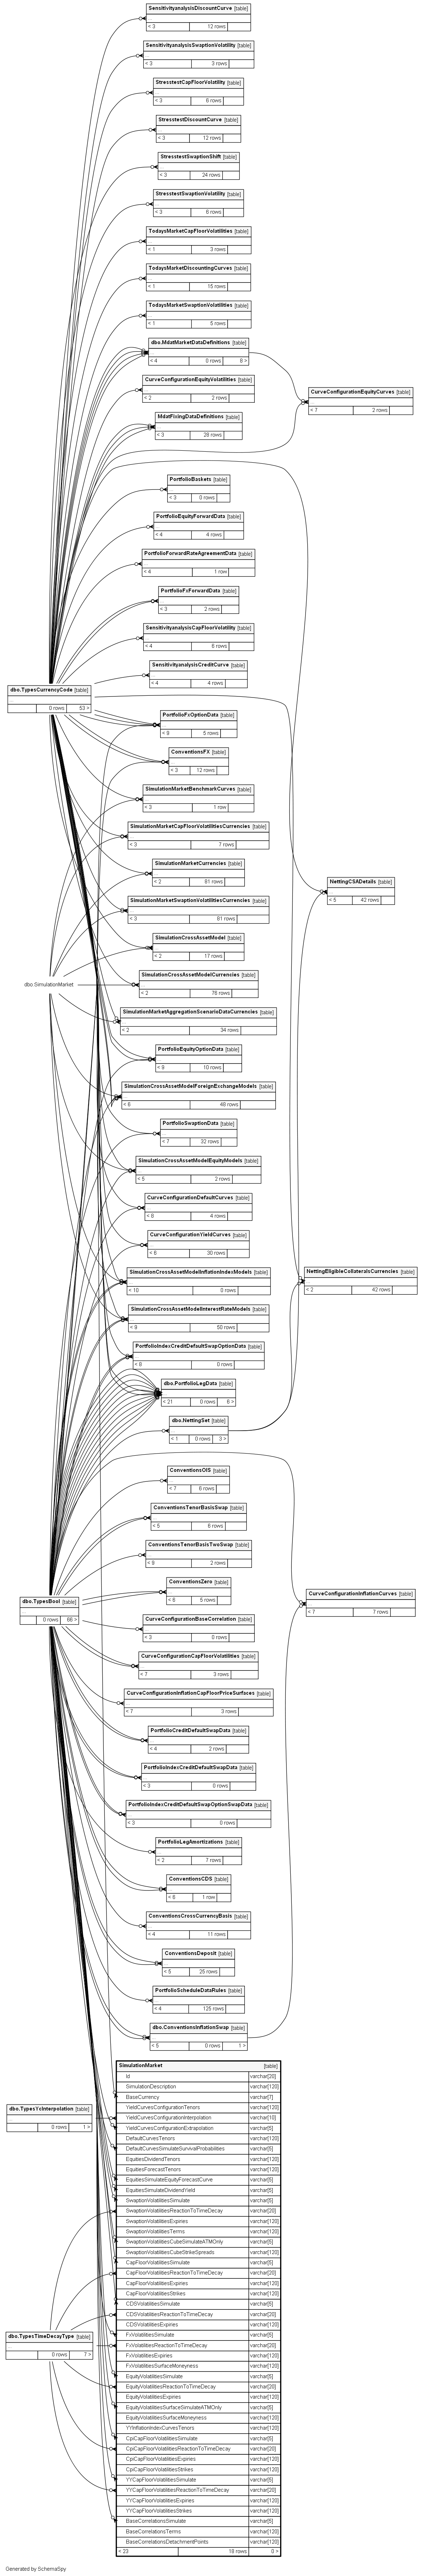 SensitivityanalysisDiscountCurve [table]
...
< 3 12 rows
SensitivityanalysisSwaptionVolatility [table]
...
< 3 3 rows
StresstestCapFloorVolatility [table]
...
< 3 6 rows
StresstestDiscountCurve [table]
...
< 3 12 rows
StresstestSwaptionShift [table]
...
< 3 24 rows
StresstestSwaptionVolatility [table]
...
< 3 6 rows
TodaysMarketCapFloorVolatilities [table]
...
< 1 3 rows
TodaysMarketDiscountingCurves [table]
...
< 1 15 rows
TodaysMarketSwaptionVolatilities [table]
...
< 1 5 rows
dbo.MdatMarketDataDefinitions [table]
...
< 4 0 rows 8 >
CurveConfigurationEquityVolatilities [table]
...
< 2 2 rows
CurveConfigurationEquityCurves [table]
...
< 7 2 rows
MdatFixingDataDefinitions [table]
...
< 3 28 rows
PortfolioBaskets [table]
...
< 3 0 rows
PortfolioEquityForwardData [table]
...
< 4 4 rows
PortfolioForwardRateAgreementData [table]
...
< 4 1 row
PortfolioFxForwardData [table]
...
< 3 2 rows
SensitivityanalysisCapFloorVolatility [table]
...
< 4 6 rows
SensitivityanalysisCreditCurve [table]
...
< 4 4 rows
dbo.TypesCurrencyCode [table]
...
0 rows 53 >
PortfolioFxOptionData [table]
...
< 9 5 rows
ConventionsFX [table]
...
< 3 12 rows
SimulationMarketBenchmarkCurves [table]
...
< 3 1 row
SimulationMarketCapFloorVolatilitiesCurrencies [table]
...
< 3 7 rows
SimulationMarketCurrencies [table]
...
< 2 81 rows
NettingCSADetails [table]
...
< 5 42 rows
SimulationMarketSwaptionVolatilitiesCurrencies [table]
...
< 3 81 rows
SimulationCrossAssetModel [table]
...
< 2 17 rows
dbo.SimulationMarket
SimulationCrossAssetModelCurrencies [table]
...
< 2 76 rows
SimulationMarketAggregationScenarioDataCurrencies [table]
...
< 2 34 rows
PortfolioEquityOptionData [table]
...
< 8 10 rows
SimulationCrossAssetModelForeignExchangeModels [table]
...
< 6 48 rows
PortfolioSwaptionData [table]
...
< 7 32 rows
SimulationCrossAssetModelEquityModels [table]
...
< 5 2 rows
CurveConfigurationDefaultCurves [table]
...
< 6 4 rows
CurveConfigurationYieldCurves [table]
...
< 6 30 rows
SimulationCrossAssetModelInflationIndexModels [table]
...
< 10 0 rows
NettingEligibleCollateralsCurrencies [table]
...
< 2 42 rows
SimulationCrossAssetModelInterestRateModels [table]
...
< 9 50 rows
PortfolioIndexCreditDefaultSwapOptionData [table]
...
< 8 0 rows
dbo.PortfolioLegData [table]
...
< 21 0 rows 6 >
dbo.NettingSet [table]
...
< 1 0 rows 3 >
ConventionsOIS [table]
...
< 7 6 rows
ConventionsTenorBasisSwap [table]
...
< 5 6 rows
ConventionsTenorBasisTwoSwap [table]
...
< 9 2 rows
ConventionsZero [table]
...
< 6 5 rows
dbo.TypesBool [table]
...
0 rows 66 >
CurveConfigurationInflationCurves [table]
...
< 7 7 rows
CurveConfigurationBaseCorrelation [table]
...
< 3 0 rows
CurveConfigurationCapFloorVolatilities [table]
...
< 7 3 rows
CurveConfigurationInflationCapFloorPriceSurfaces [table]
...
< 7 3 rows
PortfolioCreditDefaultSwapData [table]
...
< 4 2 rows
PortfolioIndexCreditDefaultSwapData [table]
...
< 3 0 rows
PortfolioIndexCreditDefaultSwapOptionSwapData [table]
...
< 3 0 rows
PortfolioLegAmortizations [table]
...
< 2 7 rows
ConventionsCDS [table]
...
< 6 1 row
ConventionsCrossCurrencyBasis [table]
...
< 4 11 rows
ConventionsDeposit [table]
...
< 5 25 rows
PortfolioScheduleDataRules [table]
...
< 4 125 rows
dbo.ConventionsInflationSwap [table]
...
< 5 0 rows 1 >
SimulationMarket [table]
Id varchar[20]
SimulationDescription varchar[120]
BaseCurrency varchar[7]
YieldCurvesConfigurationTenors varchar[120]
YieldCurvesConfigurationInterpolation varchar[10]
YieldCurvesConfigurationExtrapolation varchar[5]
DefaultCurvesTenors varchar[120]
DefaultCurvesSimulateSurvivalProbabilities varchar[5]
EquitiesDividendTenors varchar[120]
EquitiesForecastTenors varchar[120]
EquitiesSimulateEquityForecastCurve varchar[5]
EquitiesSimulateDividendYield varchar[5]
SwaptionVolatilitiesSimulate varchar[5]
SwaptionVolatilitiesReactionToTimeDecay varchar[20]
SwaptionVolatilitiesExpiries varchar[120]
SwaptionVolatilitiesTerms varchar[120]
SwaptionVolatilitiesCubeSimulateATMOnly varchar[5]
SwaptionVolatilitiesCubeStrikeSpreads varchar[120]
CapFloorVolatilitiesSimulate varchar[5]
CapFloorVolatilitiesReactionToTimeDecay varchar[20]
CapFloorVolatilitiesExpiries varchar[120]
CapFloorVolatilitiesStrikes varchar[120]
CDSVolatilitiesSimulate varchar[5]
CDSVolatilitiesReactionToTimeDecay varchar[20]
CDSVolatilitiesExpiries varchar[120]
FxVolatilitiesSimulate varchar[5]
FxVolatilitiesReactionToTimeDecay varchar[20]
FxVolatilitiesExpiries varchar[120]
FxVolatilitiesSurfaceMoneyness varchar[120]
EquityVolatilitiesSimulate varchar[5]
EquityVolatilitiesReactionToTimeDecay varchar[20]
EquityVolatilitiesExpiries varchar[120]
EquityVolatilitiesSurfaceSimulateATMOnly varchar[5]
EquityVolatilitiesSurfaceMoneyness varchar[120]
YYInflationIndexCurvesTenors varchar[120]
CpiCapFloorVolatilitiesSimulate varchar[5]
CpiCapFloorVolatilitiesReactionToTimeDecay varchar[20]
CpiCapFloorVolatilitiesExpiries varchar[120]
CpiCapFloorVolatilitiesStrikes varchar[120]
YYCapFloorVolatilitiesSimulate varchar[5]
YYCapFloorVolatilitiesReactionToTimeDecay varchar[20]
YYCapFloorVolatilitiesExpiries varchar[120]
YYCapFloorVolatilitiesStrikes varchar[120]
BaseCorrelationsSimulate varchar[5]
BaseCorrelationsTerms varchar[120]
BaseCorrelationsDetachmentPoints varchar[120]
< 23 18 rows 0 >
dbo.TypesYcInterpolation [table]
...
0 rows 1 >
dbo.TypesTimeDecayType [table]
...
0 rows 7 >
Generated by SchemaSpy